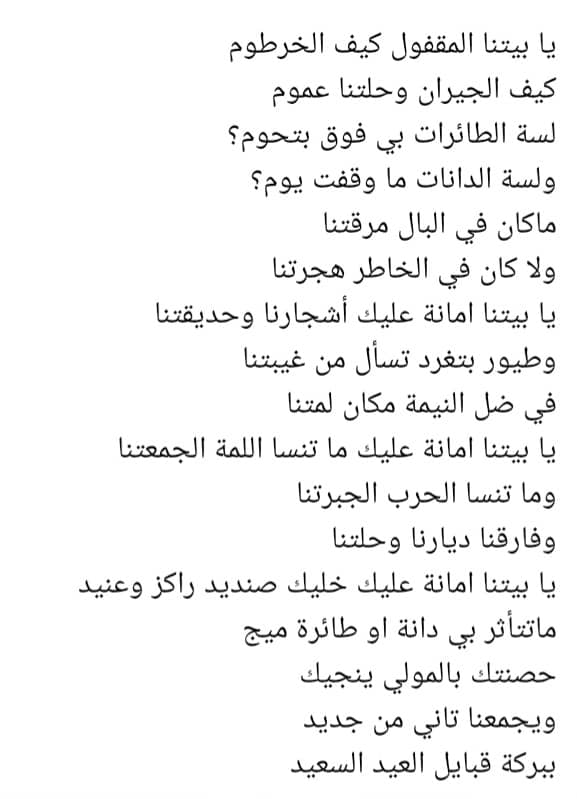 يا بيتنا المقفول كيف الخرطوم
كيف الجيران وحلتنا عموم
لسة الطائرات بي فوق بتحوم؟
ولسة الدانات ما وقفت يوم؟
ماكان في البال مرقتنا
ولا كان في الخاطر هجرتنا
يا بيتنا امانة عليك أشجارنا وحديقتنا
وطيور بتغرد تسأل من غيبتنا
في ضل النيمة مكان لمتنا
يا بيتنا امانة عليك ما تنسا اللمة الجمعتنا
وما تنسا الحرب الجبرتنا
وفارقنا ديارنا وحلتنا
يا بيتنا امانة عليك خليك صنديد راكز وعنيد
ماتتأثر بي دانة او طائرة ميج
حصنتك بالمولي ينجيك
ويجمعنا تاني من جديد
ببركة قبايل العيد السعيد